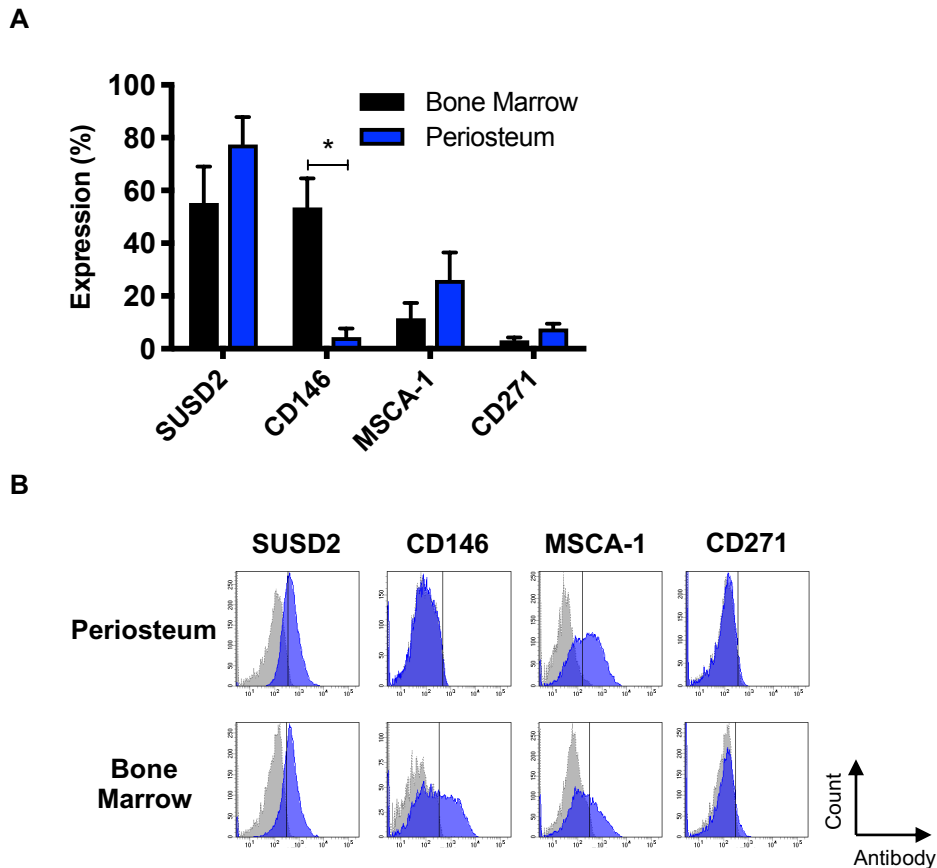 A
Expression (%)
100
80
60
40
20
0
Bone Marrow
Periosteum
*
SUSD2
CD146
MSCA-1
CD271
B
SUSD2 CD146 MSCA-1 CD271
Periosteum
Bone
Marrow
Count
Antibody